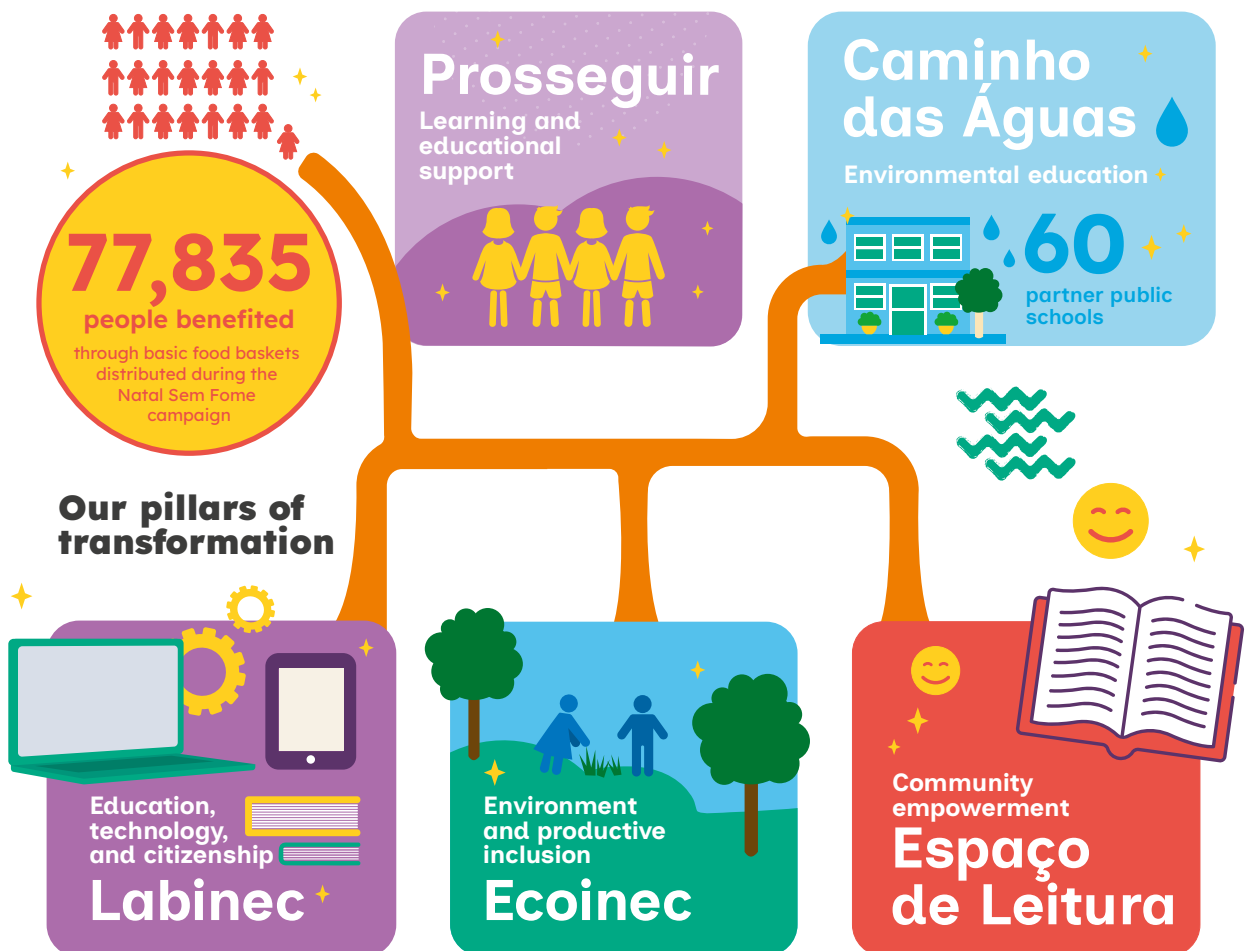 77,835
people benefited
through basic food baskets
distributed during the
Natal Sem Fome
campaign
Prosseguir
Learning and
educational
support
Caminho
das Águas
Environmental education
60
partner public
schools
Our pillars of
transformation
Education,
technology,
and citizenship
Labinec
Environment
and productive
inclusion
Ecoinec
Community
empowerment
Espaço
de Leitura